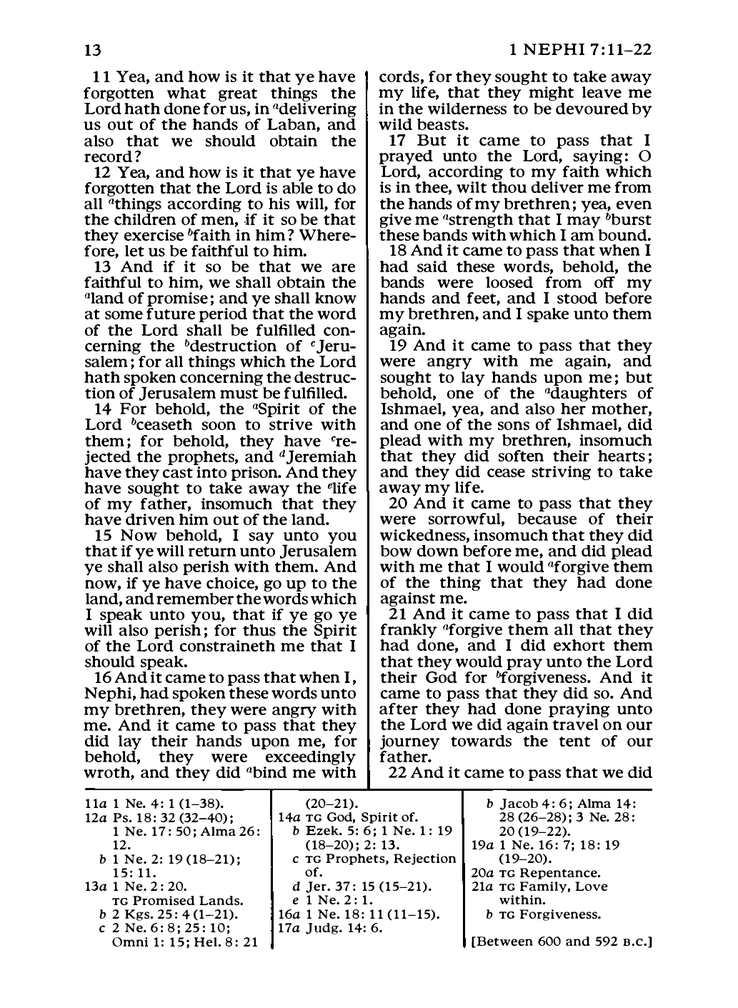 13
1 NEPHI 7:11–22
11 Yea, and how is it that ye have
forgotten what great things the
Lord hath done for us, in ᵃdelivering
us out of the hands of Laban, and
also that we should obtain the
record?
12 Yea, and how is it that ye have
forgotten that the Lord is able to do
all ᵃthings according to his will, for
the children of men, if it so be that
they exercise ᵇfaith in him? Where-
fore, let us be faithful to him.
13 And if it so be that we are
faithful to him, we shall obtain the
ᵃland of promise; and ye shall know
at some future period that the word
of the Lord shall be fulfilled con-
cerning the ᵇdestruction of ᶜJeru-
salem; for all things which the Lord
hath spoken concerning the destruc-
tion of Jerusalem must be fulfilled.
14 For behold, the ᵃSpirit of the
Lord ᵇceaseth soon to strive with
them; for behold, they have ᶜre-
jected the prophets, and ᵈJeremiah
have they cast into prison. And they
have sought to take away the ᵉlife
of my father, insomuch that they
have driven him out of the land.
15 Now behold, I say unto you
that if ye will return unto Jerusalem
ye shall also perish with them. And
now, if ye have choice, go up to the
land, and remember the words which
I speak unto you, that if ye go ye
will also perish; for thus the Spirit
of the Lord constraineth me that I
should speak.
16 And it came to pass that when I,
Nephi, had spoken these words unto
my brethren, they were angry with
me. And it came to pass that they
did lay their hands upon me, for
behold, they were exceedingly
wroth, and they did ᵃbind me with
cords, for they sought to take away
my life, that they might leave me
in the wilderness to be devoured by
wild beasts.
17 But it came to pass that I
prayed unto the Lord, saying: O
Lord, according to my faith which
is in thee, wilt thou deliver me from
the hands of my brethren; yea, even
give me ᵃstrength that I may ᵇburst
these bands with which I am bound.
18 And it came to pass that when I
had said these words, behold, the
bands were loosed from off my
hands and feet, and I stood before
my brethren, and I spake unto them
again.
19 And it came to pass that they
were angry with me again, and
sought to lay hands upon me; but
behold, one of the ᵃdaughters of
Ishmael, yea, and also her mother,
and one of the sons of Ishmael, did
plead with my brethren, insomuch
that they did soften their hearts;
and they did cease striving to take
away my life.
20 And it came to pass that they
were sorrowful, because of their
wickedness, insomuch that they did
bow down before me, and did plead
with me that I would ᵃforgive them
of the thing that they had done
against me.
21 And it came to pass that I did
frankly ᵃforgive them all that they
had done, and I did exhort them
that they would pray unto the Lord
their God for ᵇforgiveness. And it
came to pass that they did so. And
after they had done praying unto
the Lord we did again travel on our
journey towards the tent of our
father.
22 And it came to pass that we did
11a 1 Ne. 4: 1 (1–38).
12a Ps. 18: 32 (32–40);
1 Ne. 17: 50; Alma 26:
12.
b 1 Ne. 2: 19 (18–21);
15: 11.
13a 1 Ne. 2: 20.
TG Promised Lands.
b 2 Kgs. 25: 4 (1–21).
c 2 Ne. 6: 8; 25: 10;
Omni 1: 15; Hel. 8: 21
(20–21).
14a TG God, Spirit of.
b Ezek. 5: 6; 1 Ne. 1: 19
(18–20); 2: 13.
c TG Prophets, Rejection
of.
d Jer. 37: 15 (15–21).
e 1 Ne. 2: 1.
16a 1 Ne. 18: 11 (11–15).
17a Judg. 14: 6.
b Jacob 4: 6; Alma 14:
28 (26–28); 3 Ne. 28:
20 (19–22).
19a 1 Ne. 16: 7; 18: 19
(19–20).
20a TG Repentance.
21a TG Family, Love
within.
b TG Forgiveness.
[Between 600 and 592 B.C.]